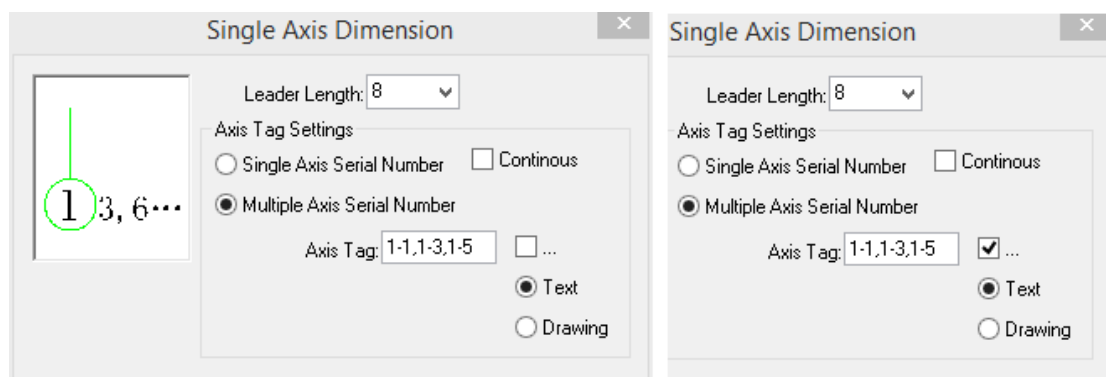 Single Axis Dimension
Leader Length: 8
Axis Tag Settings
Single Axis Serial Number Continous
1 3, 6...
Multiple Axis Serial Number
Axis Tag: 1-1,1-3,1-5 ...
Text
Drawing
Single Axis Dimension
Leader Length: 8
Axis Tag Settings
Single Axis Serial Number Continous
Multiple Axis Serial Number
Axis Tag: 1-1,1-3,1-5 ...
Text
Drawing